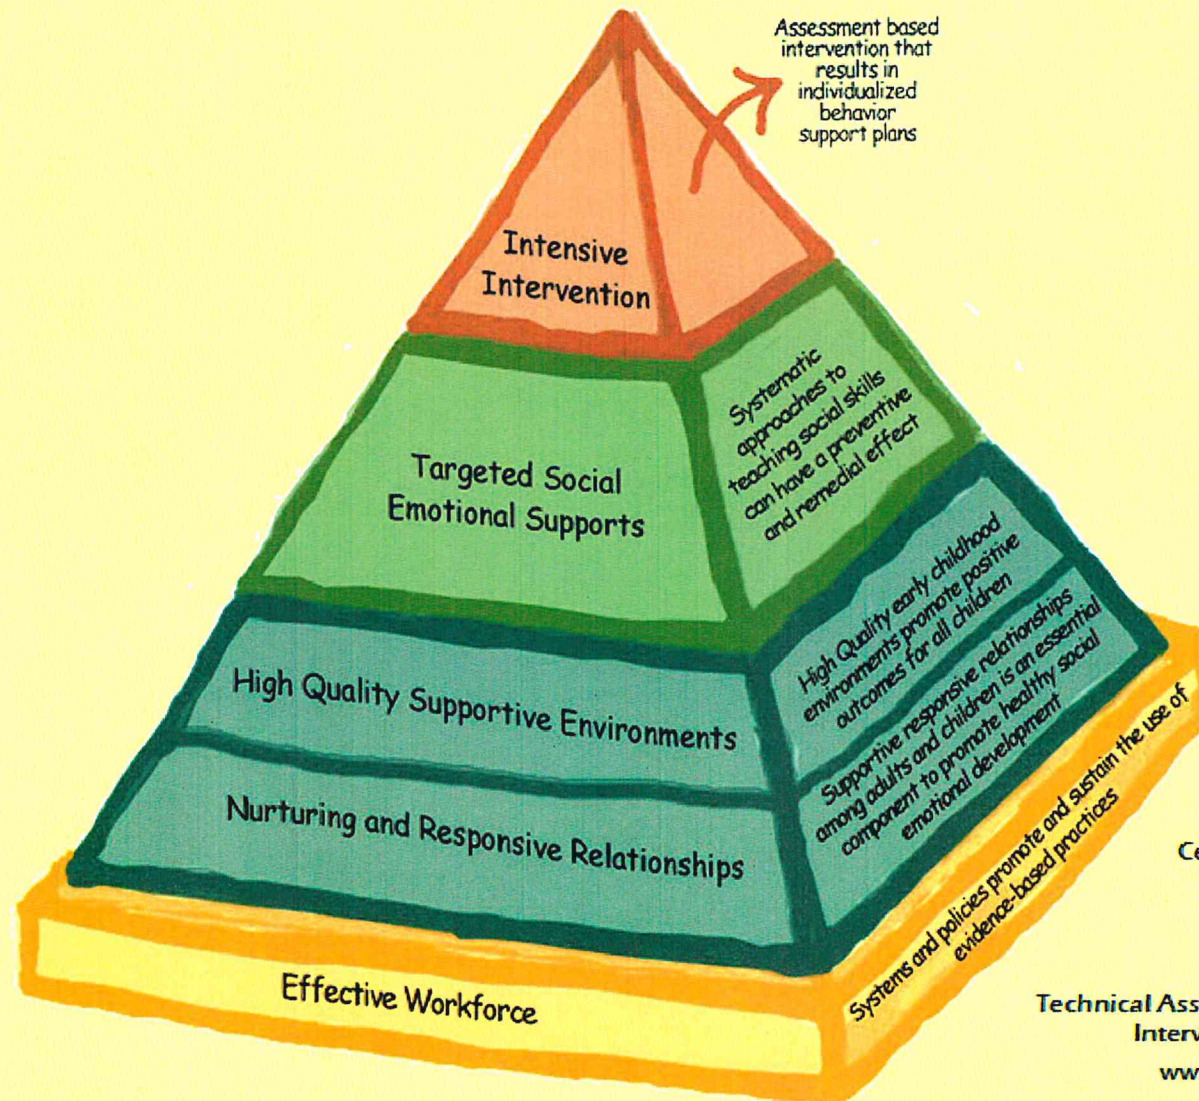 Assessment based
intervention that
results in
individualized
behavior
support plans
Intensive
Intervention
Systematic
approaches to
teaching social skills
can have a preventive
and remedial effect
Targeted Social
Emotional Supports
High Quality early childhood
environments promote positive
outcomes for all children
High Quality Supportive Environments
Supportive responsive relationships
among adults and children is an essential
component to promote healthy social
emotional development
Nurturing and Responsive Relationships
Systems and policies promote and sustain the use of
evidence-based practices
Effective Workforce
Technical